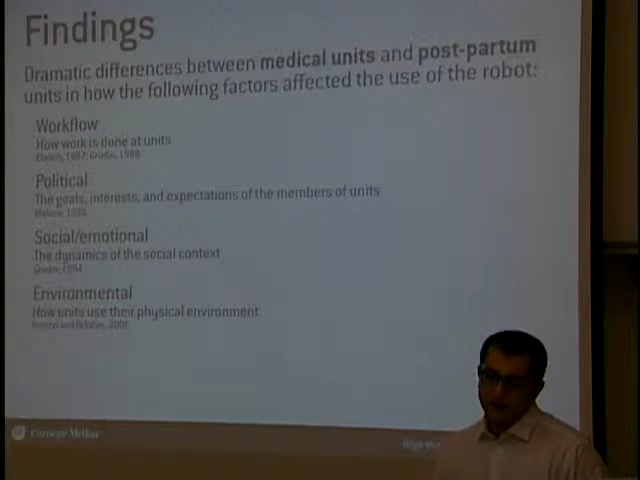 Findings
Dramatic differences between medical units and post-partum
units in how the following factors affected the use of the robot:
Workflow
How work is done at units
Political
The goals, interests, and expectations of the members of units
Social/emotional
The dynamics of the social context
Environmental
How units use their physical environment
Carnegie Mellon